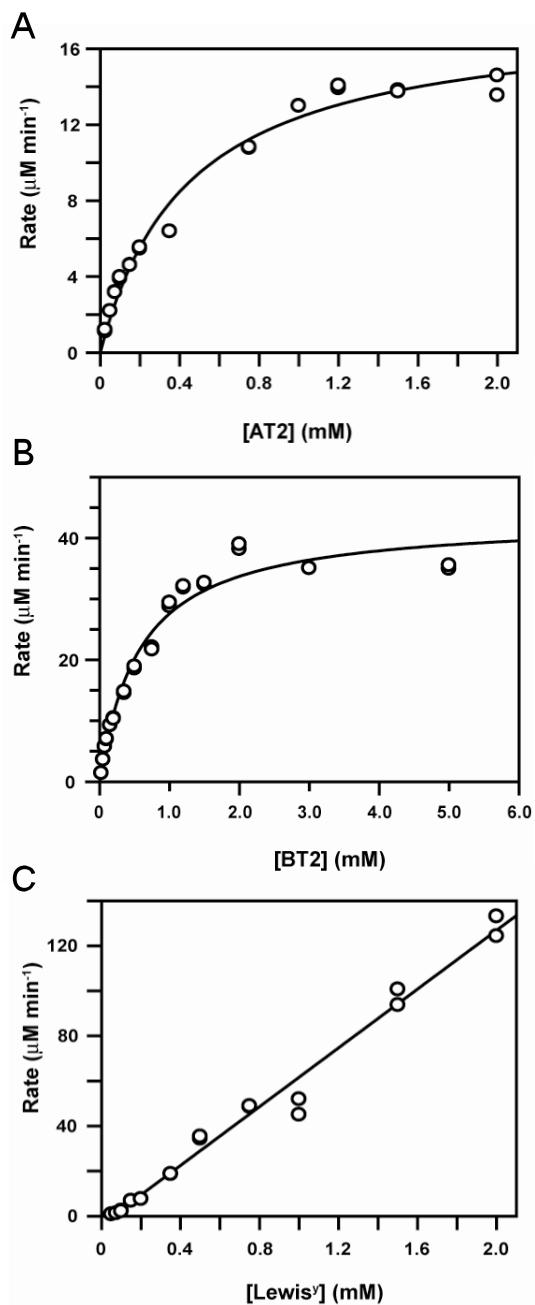 A
16
12
8
4
0
Rate (μM min⁻¹)
0 0.4 0.8 1.2 1.6 2.0
[AT2] (mM)
B
40
20
0
Rate (μM min⁻¹)
0 1.0 2.0 3.0 4.0 5.0 6.0
[BT2] (mM)
C
120
80
40
0
Rate (μM min⁻¹)
0 0.4 0.8 1.2 1.6 2.0
[Lewisʸ] (mM)